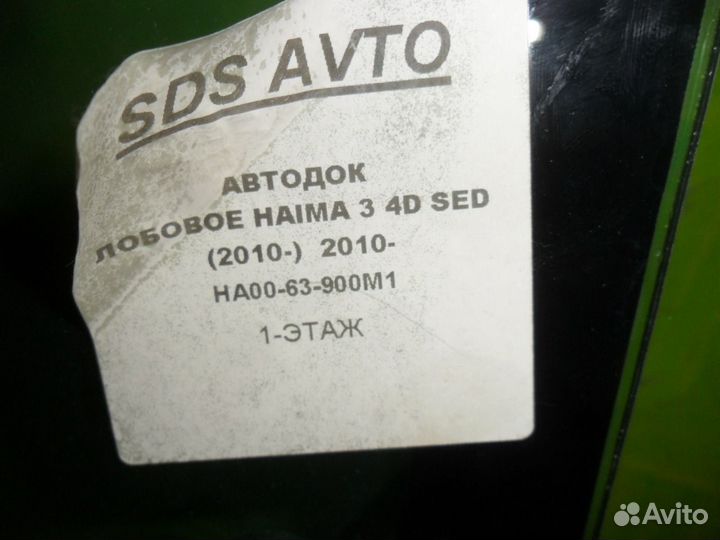 SDS AVTO
АВТОДОК
ЛОБОВОЕ HAIMA 3 4D SED
(2010-) 2010-
HA00-63-900M1
1-ЭТАЖ
Avito